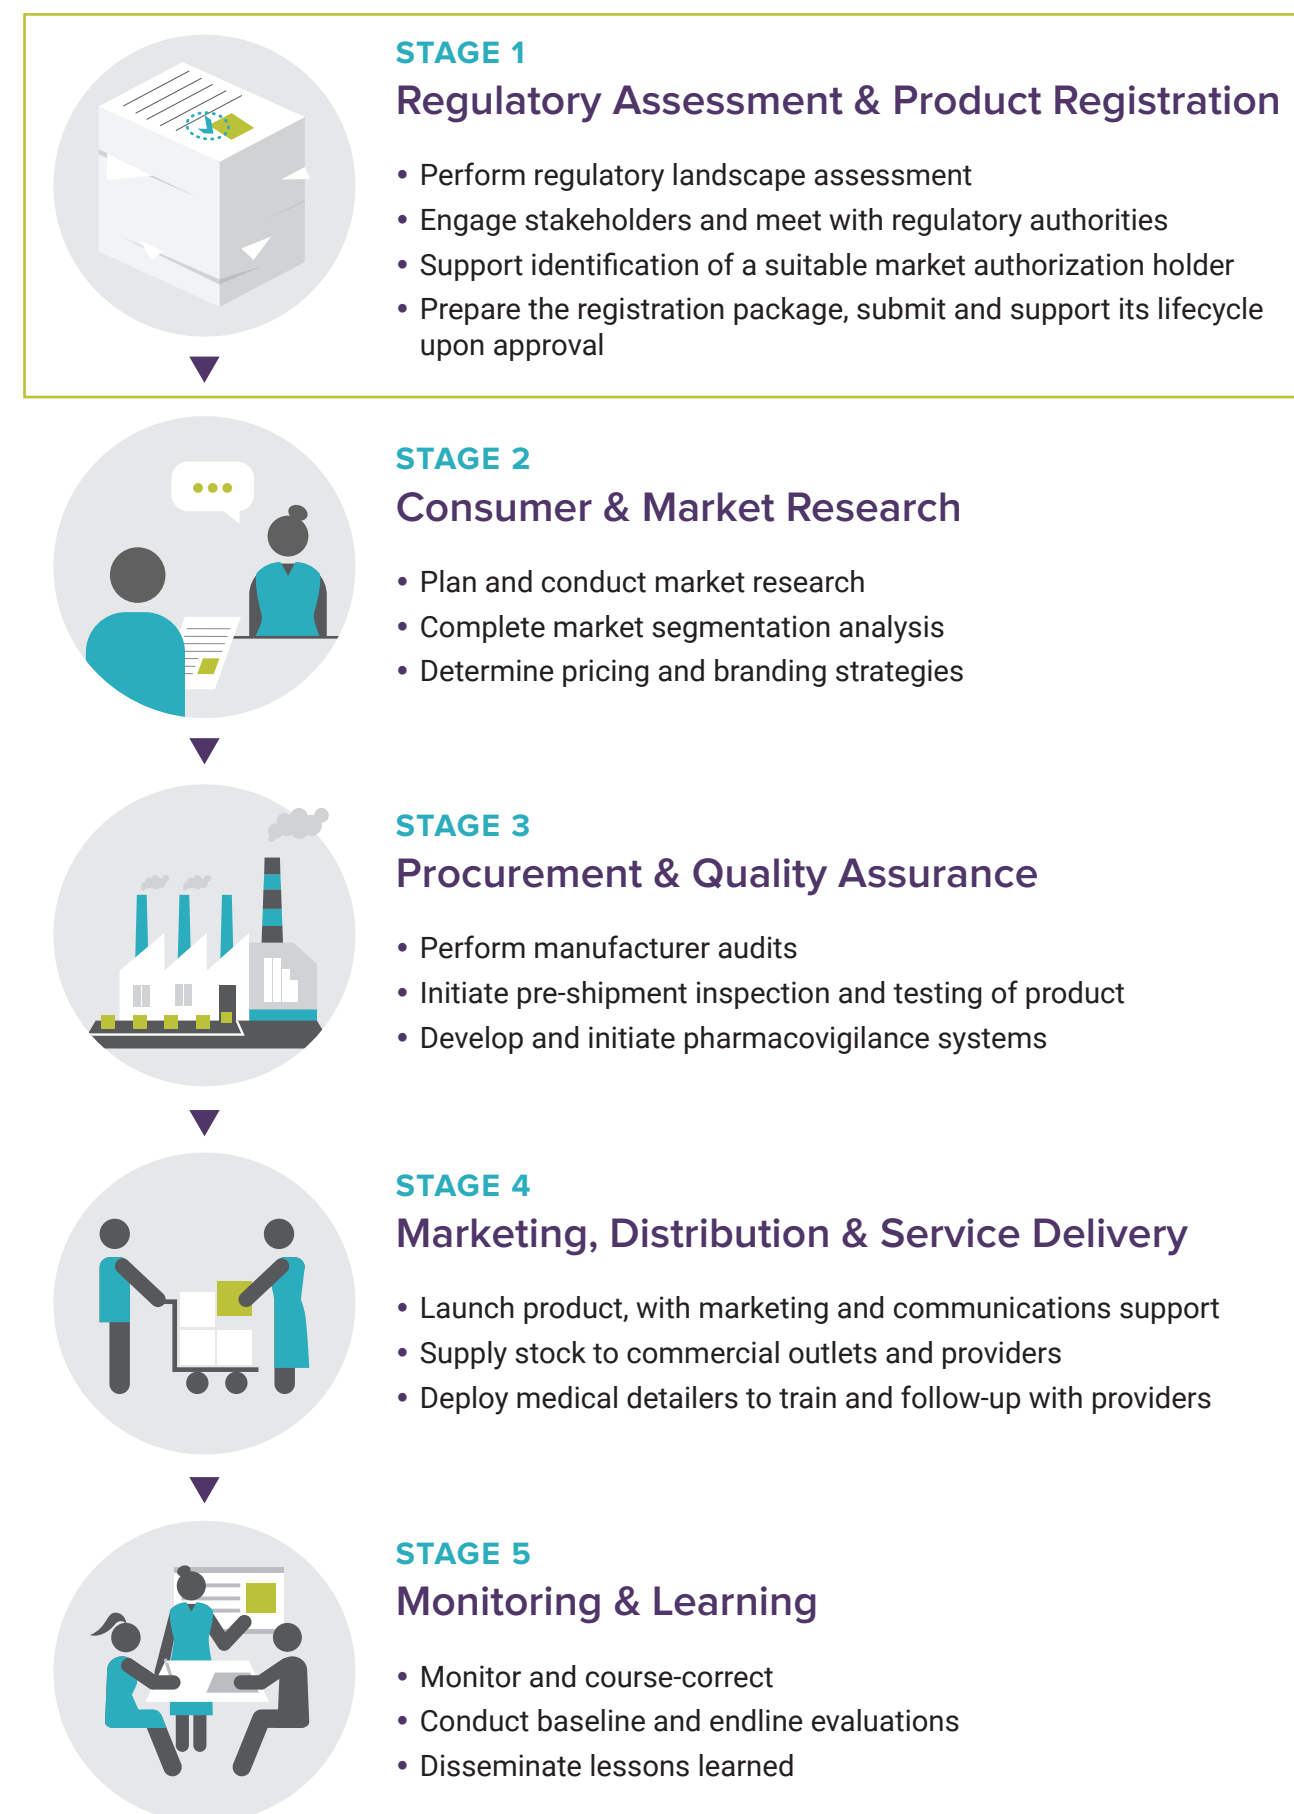 STAGE 1
Regulatory Assessment & Product Registration
• Perform regulatory landscape assessment
• Engage stakeholders and meet with regulatory authorities
• Support identification of a suitable market authorization holder
• Prepare the registration package, submit and support its lifecycle
upon approval
STAGE 2
Consumer & Market Research
• Plan and conduct market research
• Complete market segmentation analysis
• Determine pricing and branding strategies
STAGE 3
Procurement & Quality Assurance
• Perform manufacturer audits
• Initiate pre-shipment inspection and testing of product
• Develop and initiate pharmacovigilance systems
STAGE 4
Marketing, Distribution & Service Delivery
• Launch product, with marketing and communications support
• Supply stock to commercial outlets and providers
• Deploy medical detailers to train and follow-up with providers
STAGE 5
Monitoring & Learning
• Monitor and course-correct
• Conduct baseline and endline evaluations
• Disseminate lessons learned